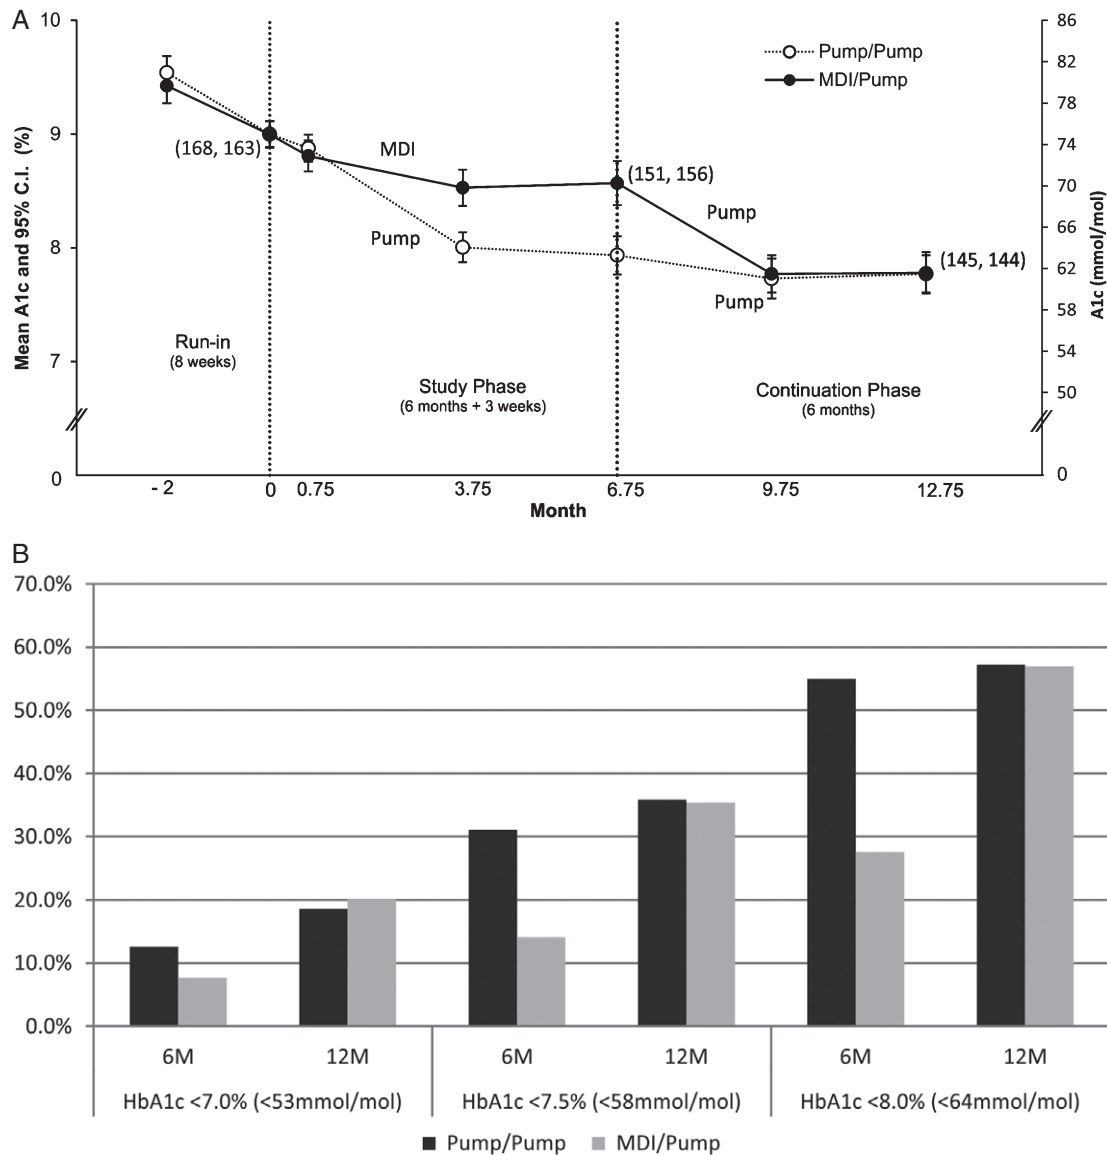 A
10
9
8
7
0
Mean A1c and 95% C.I. (%)
86
82
78
74
70
66
62
58
54
50
0
A1c (mmol/mol)
Pump/Pump
MDI/Pump
(168, 163)
MDI
Pump
(151, 156)
Pump
Pump
(145, 144)
Run-in
(8 weeks)
Study Phase
(6 months + 3 weeks)
Continuation Phase
(6 months)
- 2 0 0.75 3.75 6.75 9.75 12.75
Month
B
70.0%
60.0%
50.0%
40.0%
30.0%
20.0%
10.0%
0.0%
6M 12M 6M 12M 6M 12M
HbA1c <7.0% (<53mmol/mol) HbA1c <7.5% (<58mmol/mol) HbA1c <8.0% (<64mmol/mol)
Pump/Pump MDI/Pump